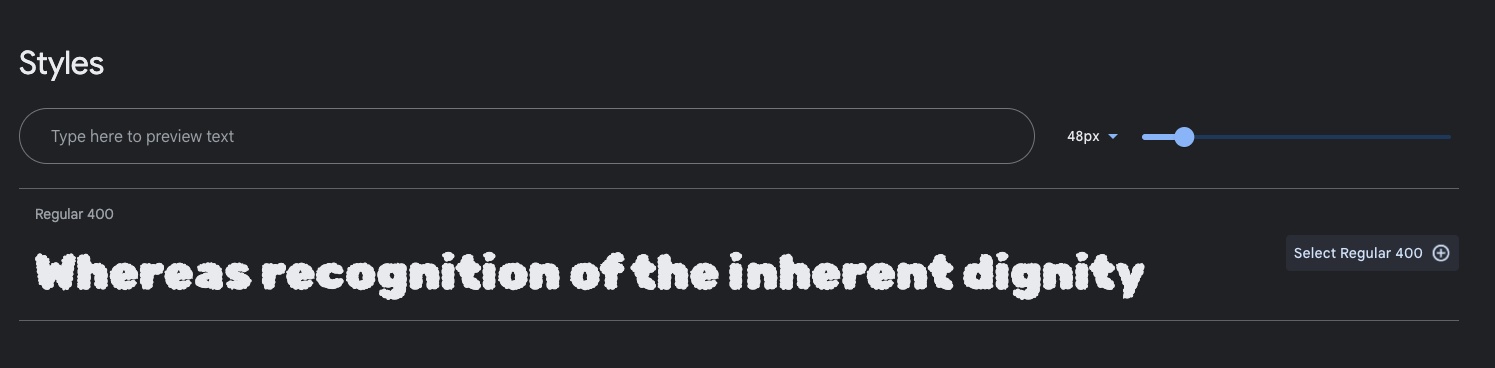 Styles
Type here to preview text
48px
Regular 400
Select Regular 400
Whereas recognition of the inherent dignity